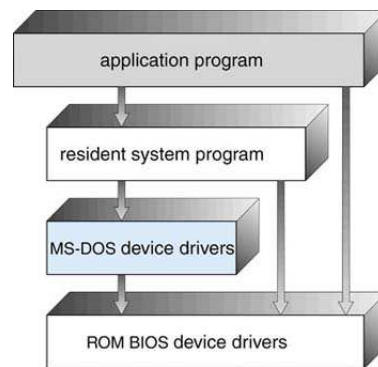 application program
resident system program
MS-DOS device drivers
ROM BIOS device drivers